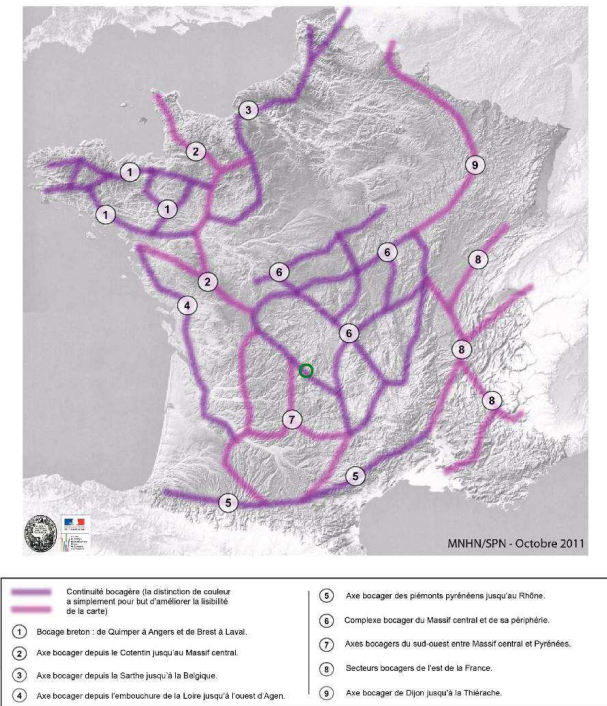 3
2
9
1
1
1
6
6
8
2
4
6
8
8
7
5
5
MNHN/SPN - Octobre 2011
Continuité bocagère (la distinction de couleur
a simplement pour but d'améliorer la lisibilité
de la carte)
1 Bocage breton : de Quimper à Angers et de Brest à Laval.
2 Axe bocager depuis le Cotentin jusqu'au Massif central.
3 Axe bocager depuis la Sarthe jusqu'à la Belgique.
4 Axe bocager depuis l'embouchure de la Loire jusqu'à l'ouest d'Agen.
5 Axe bocager des piémonts pyrénéens jusqu'au Rhône.
6 Complexe bocager du Massif central et de sa périphérie.
7 Axes bocagers du sud-ouest entre Massif central et Pyrénées.
8 Secteurs bocagers de l'est de la France.
9 Axe bocager de Dijon jusqu'à la Thiérache.